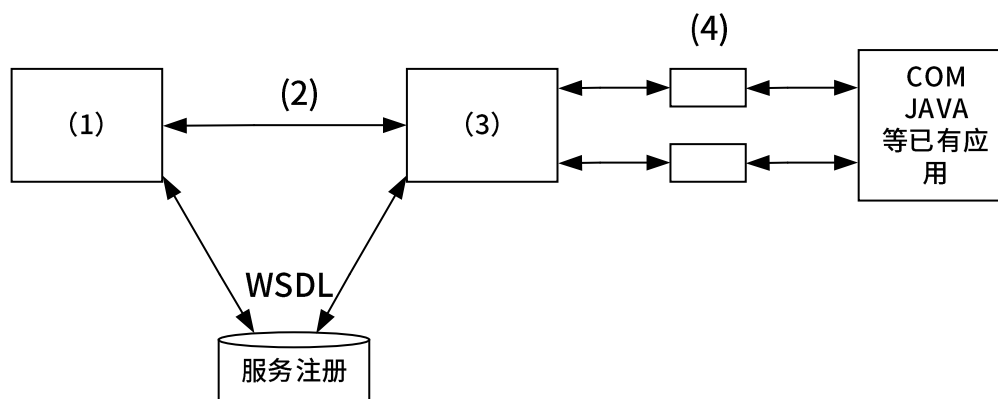 (4)
COM
JAVA
等已有应
用
(2)
（1）
（3）
WSDL
服务注册